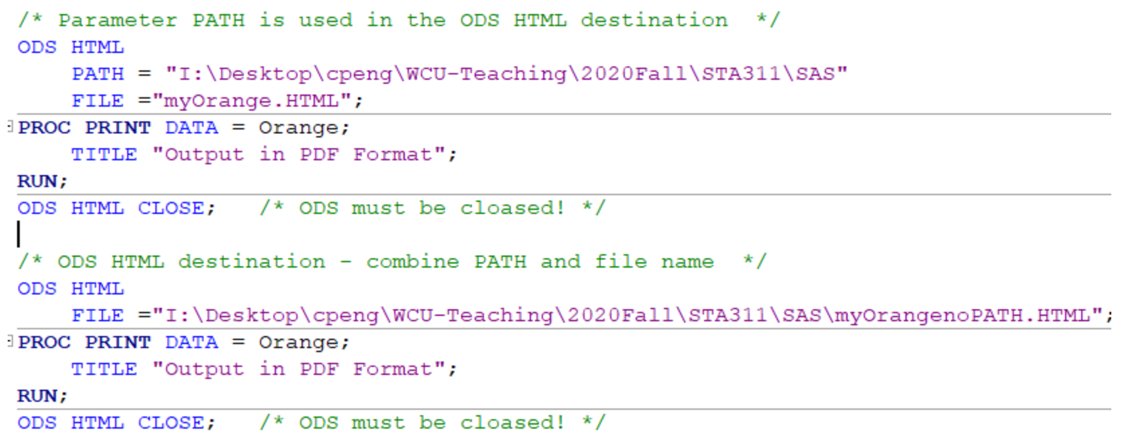 /* Parameter PATH is used in the ODS HTML destination  */
ODS HTML
    PATH = "I:\Desktop\cpeng\WCU-Teaching\2020Fall\STA311\SAS"
    FILE ="myOrange.HTML";
PROC PRINT DATA = Orange;
    TITLE "Output in PDF Format";
RUN;
ODS HTML CLOSE;   /* ODS must be cloased! */
/* ODS HTML destination - combine PATH and file name  */
ODS HTML
    FILE ="I:\Desktop\cpeng\WCU-Teaching\2020Fall\STA311\SAS\myOrangenoPATH.HTML";
PROC PRINT DATA = Orange;
    TITLE "Output in PDF Format";
RUN;
ODS HTML CLOSE;   /* ODS must be cloased! */